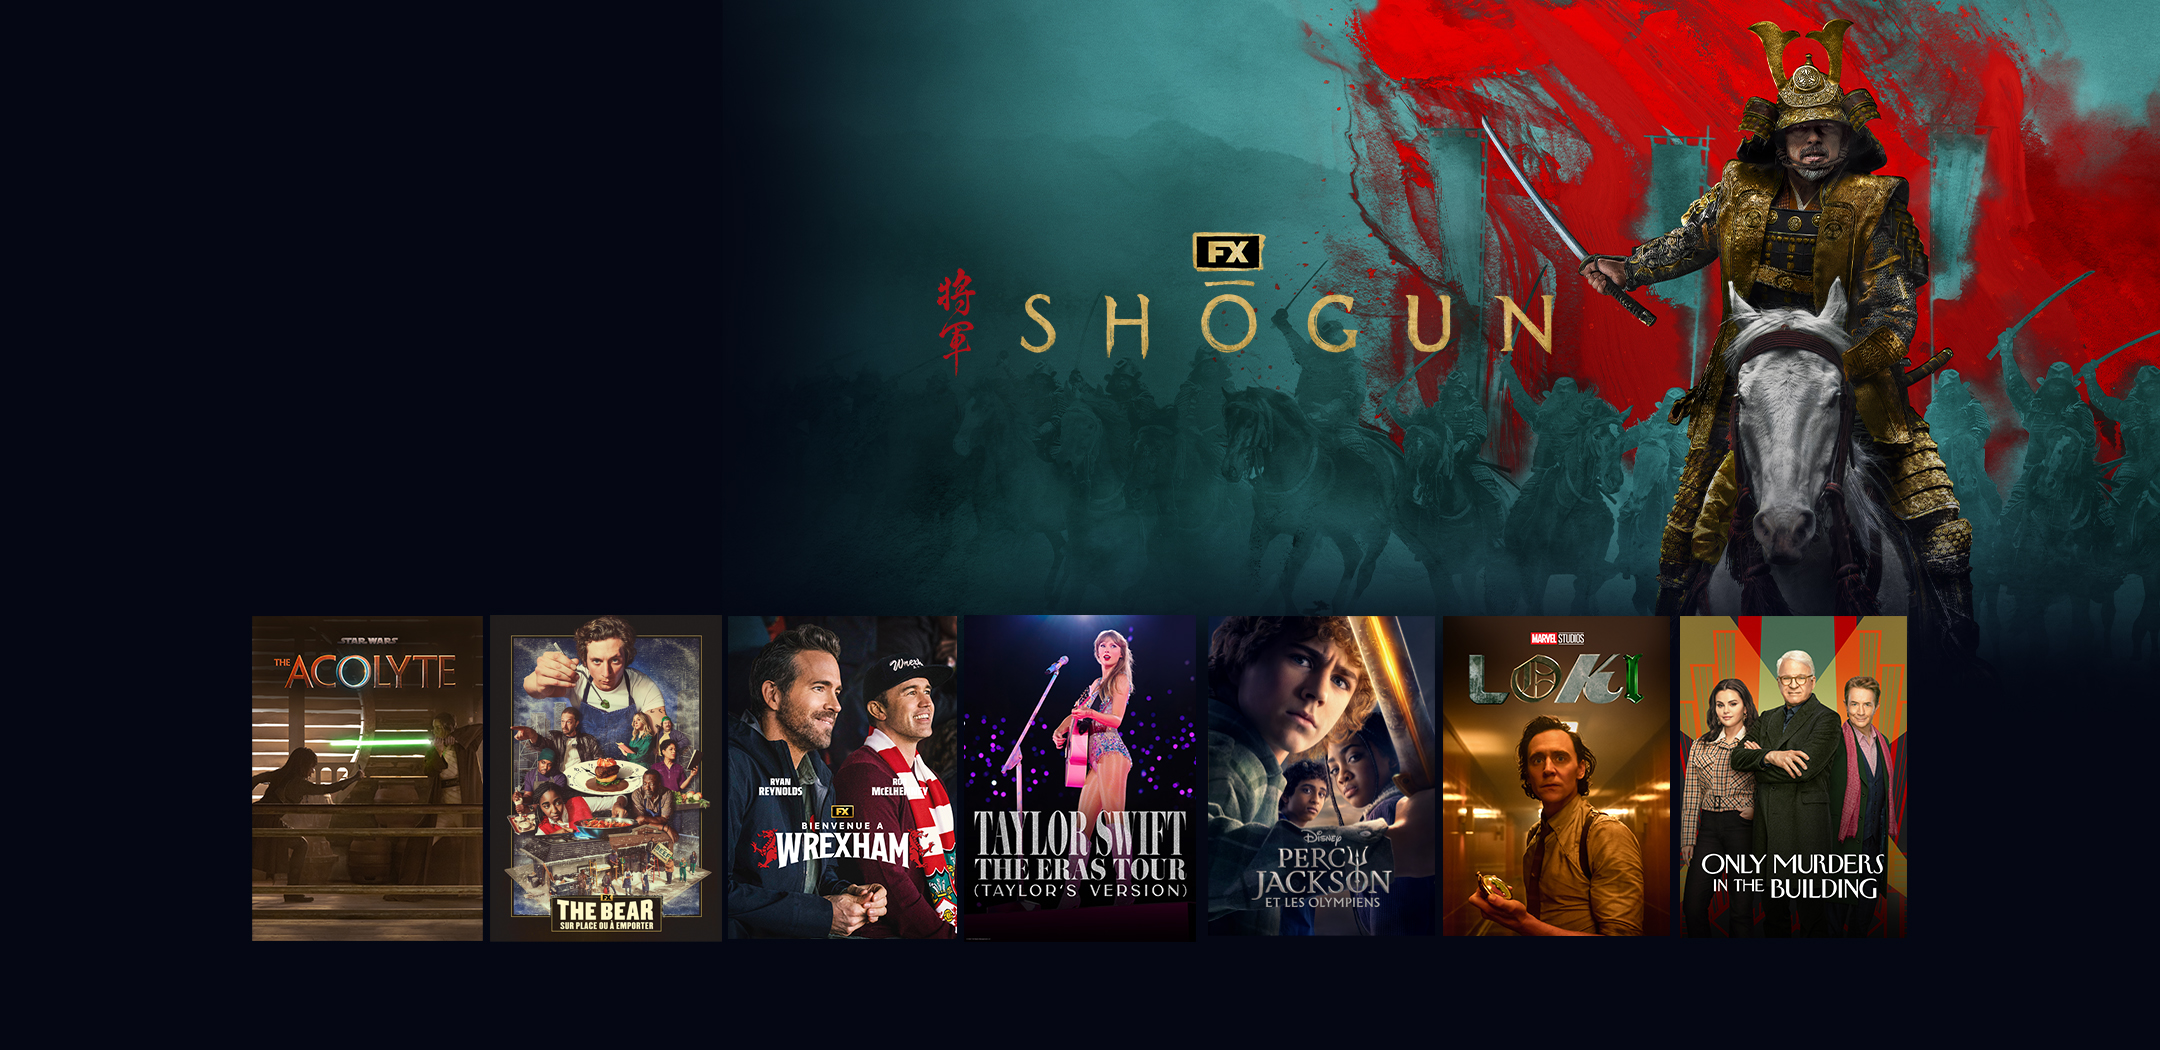 FX
将軍
SHŌGUN
STAR WARS
THE ACOLYTE
FX
THE BEAR
SUR PLACE OU À EMPORTER
Wrexh
RYAN
REYNOLDS
McELHENNEY
FX
BIENVENUE A
WREXHAM
TAYLOR SWIFT
THE ERAS TOUR
(TAYLOR'S VERSION)
Disney
PERCY
JACKSON
ET LES OLYMPIENS
MARVEL STUDIOS
LOKI
ONLY MURDERS
IN THE BUILDING